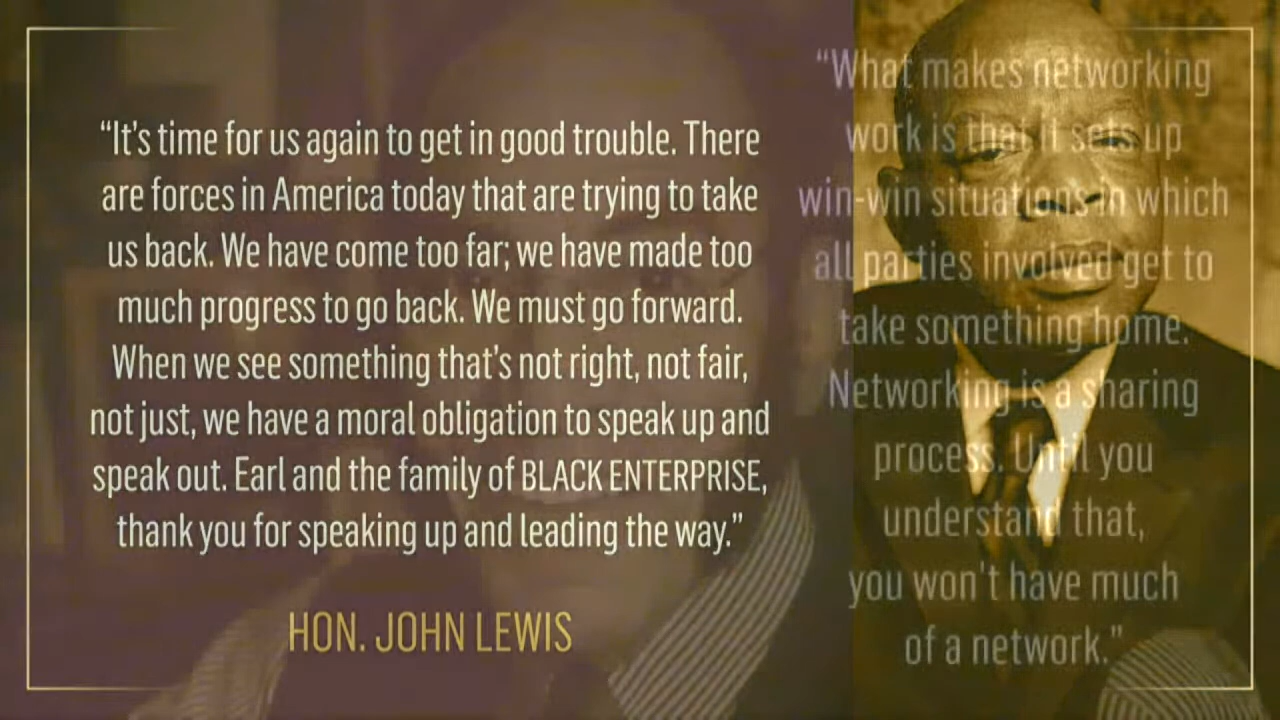 “It’s time for us again to get in good trouble. There
are forces in America today that are trying to take
us back. We have come too far; we have made too
much progress to go back. We must go forward.
When we see something that’s not right, not fair,
not just, we have a moral obligation to speak up and
speak out. Earl and the family of BLACK ENTERPRISE,
thank you for speaking up and leading the way.”
HON. JOHN LEWIS
“What makes networking
work is that it sets up
win-win situations in which
all parties involved get to
take something home.
Networking is a sharing
process. Until you
understand that,
you won't have much
of a network.”